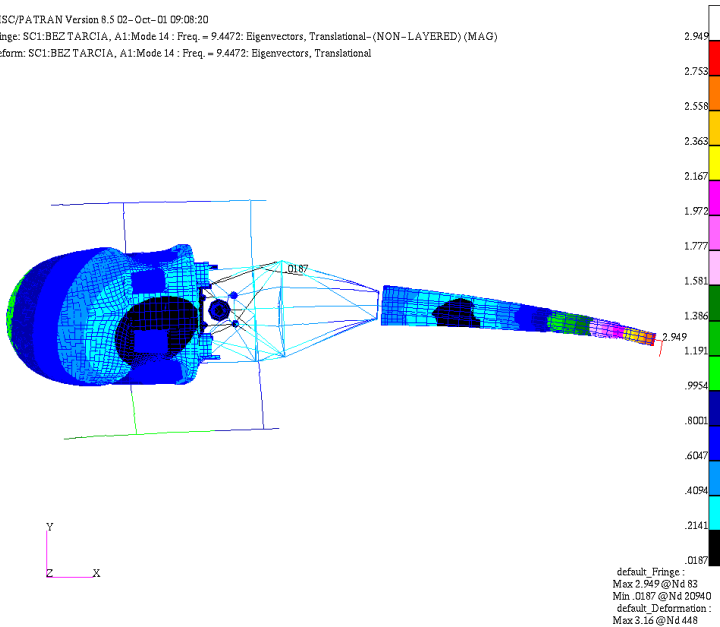 ISC/PATRAN Version 8.5 02-Oct-01 09:08:20
inge: SC1:BEZ TARCIA, A1:Mode 14 : Freq. = 9.4472: Eigenvectors, Translational-(NON-LAYERED) (MAG)
eform: SC1:BEZ TARCIA, A1:Mode 14 : Freq. = 9.4472: Eigenvectors, Translational
2.949
2.753
2.558
2.363
2.167
1.972
1.777
1.581
1.386
1.191
.9954
.8001
.6047
.4094
.2141
.0187
.0187
2.949
Y
Z
X
default_Fringe :
Max 2.949 @Nd 83
Min .0187 @Nd 20940
default_Deformation :
Max 3.16 @Nd 448